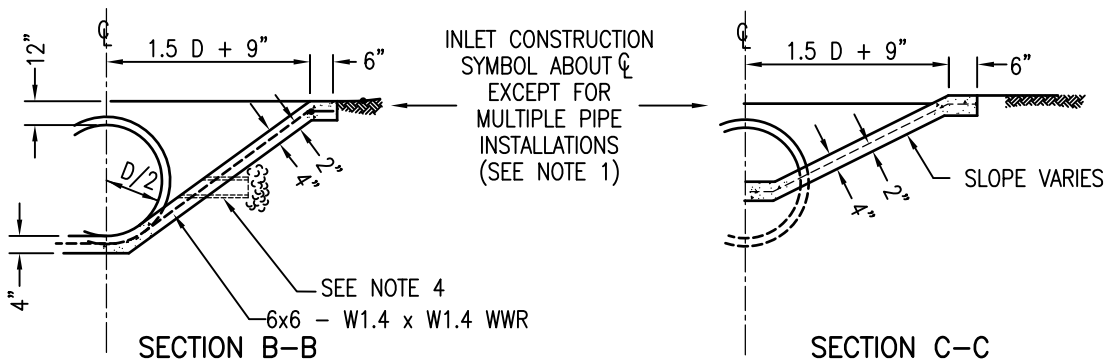 ℄
12”
1.5 D + 9”
6”
D/2
4”
2”
4”
SEE NOTE 4
6x6 – W1.4 x W1.4 WWR
SECTION B–B
INLET CONSTRUCTION
SYMBOL ABOUT ℄
EXCEPT FOR
MULTIPLE PIPE
INSTALLATIONS
(SEE NOTE 1)
℄
1.5 D + 9”
6”
4”
2”
SLOPE VARIES
SECTION C–C